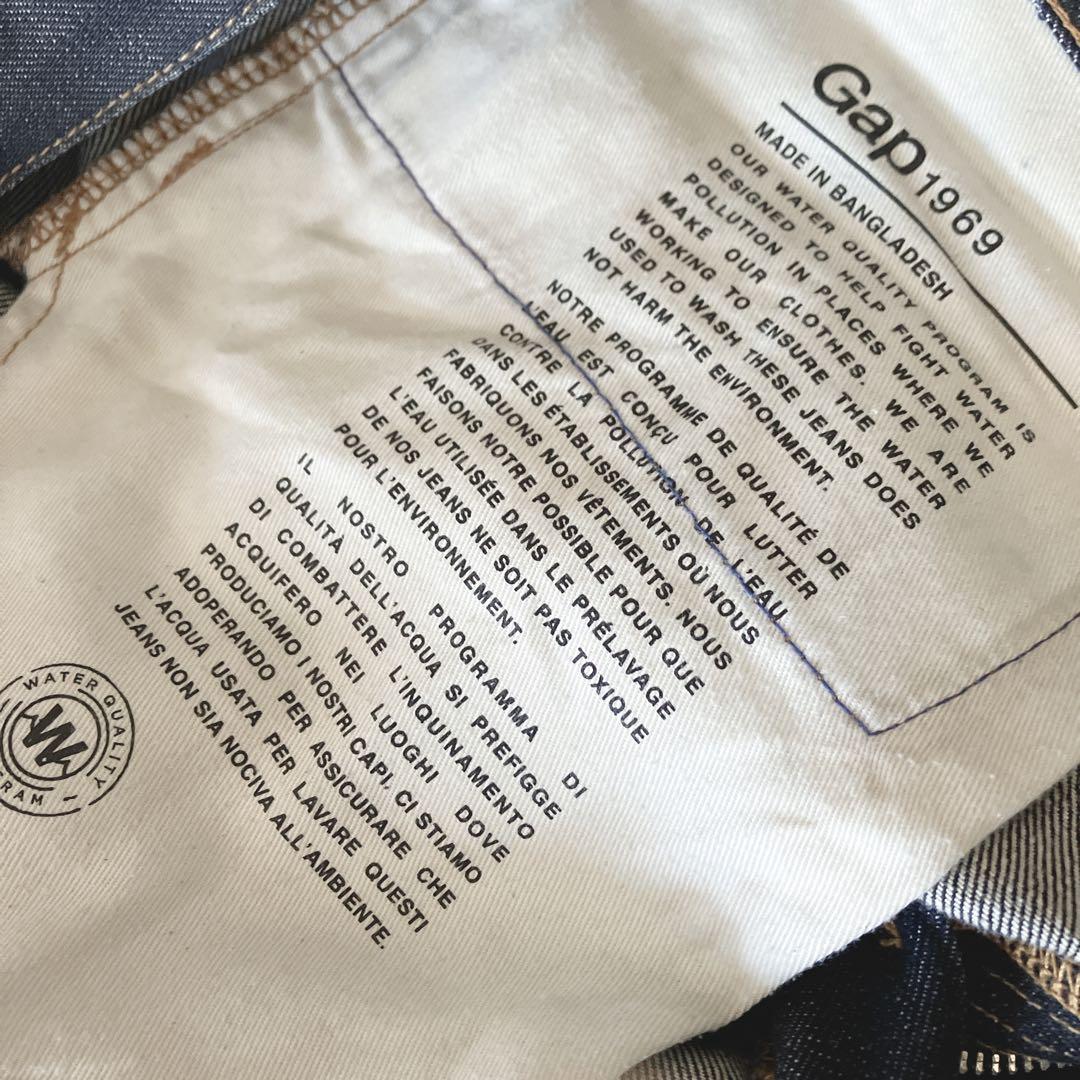 Gap 1969
MADE IN BANGLADESH
OUR WATER QUALITY PROGRAM IS
DESIGNED TO HELP FIGHT WATER
POLLUTION IN PLACES WHERE WE
MAKE OUR CLOTHES. WE ARE
WORKING TO ENSURE THE WATER
USED TO WASH THESE JEANS DOES
NOT HARM THE ENVIRONMENT.
NOTRE PROGRAMME DE QUALITÉ DE
L'EAU EST CONÇU POUR LUTTER
CONTRE LA POLLUTION DE L'EAU
DANS LES ÉTABLISSEMENTS OÙ NOUS
FABRIQUONS NOS VÊTEMENTS. NOUS
FAISONS NOTRE POSSIBLE POUR QUE
L'EAU UTILISÉE DANS LE PRÉLAVAGE
DE NOS JEANS NE SOIT PAS TOXIQUE
POUR L'ENVIRONNEMENT.
IL NOSTRO PROGRAMMA DI
QUALITÀ DELL'ACQUA SI PREFIGGE
DI COMBATTERE L'INQUINAMENTO
ACQUIFERO NEI LUOGHI DOVE
PRODUCIAMO I NOSTRI CAPI. CI STIAMO
ADOPERANDO PER ASSICURARE CHE
L'ACQUA USATA PER LAVARE QUESTI
JEANS NON SIA NOCIVA ALL'AMBIENTE.
WATER QUALITY
W